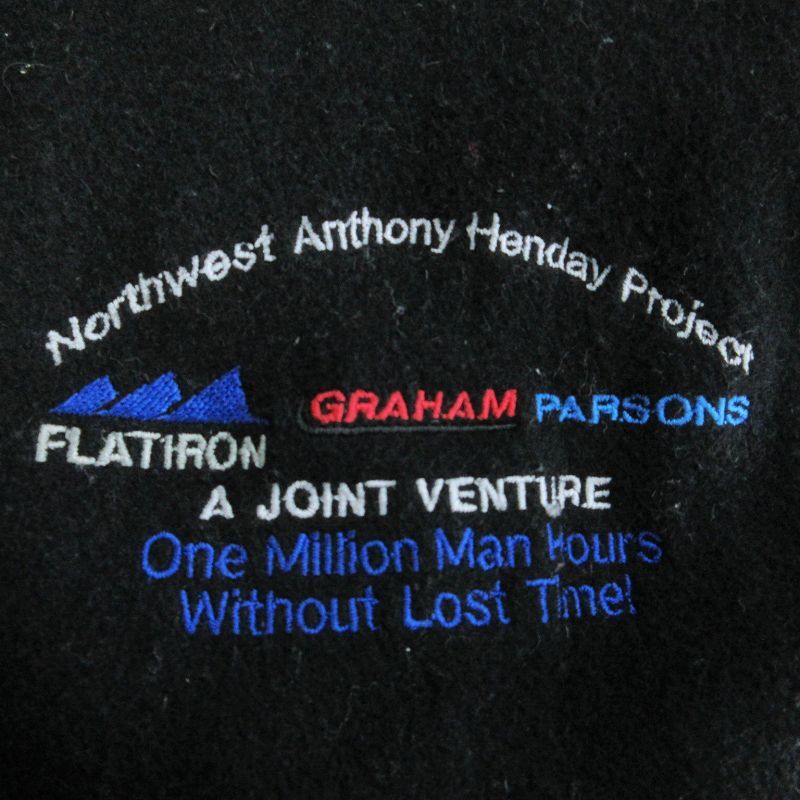 Northwest Anthony Henday Project
FLATIRON GRAHAM PARSONS
A JOINT VENTURE
One Million Man Hours
Without Lost Time!